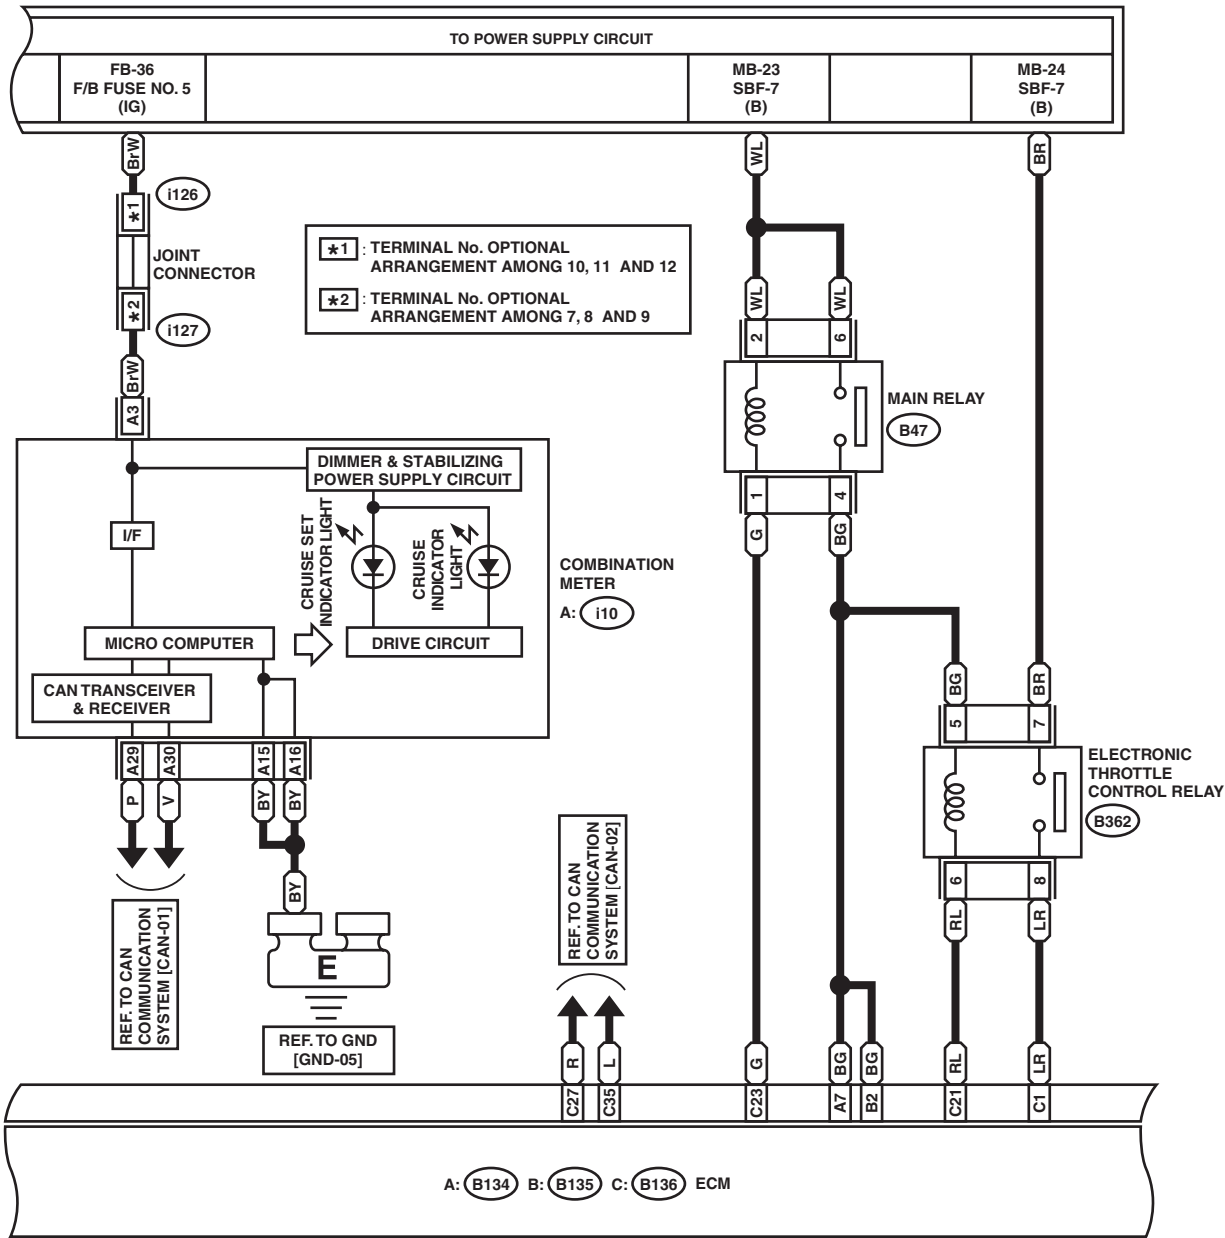 TO POWER SUPPLY CIRCUIT
FB-36
F/B FUSE NO. 5
(IG)
MB-23
SBF-7
(B)
MB-24
SBF-7
(B)
BrW
WL
BR
*1
i126
JOINT
CONNECTOR
*2
i127
BrW
A3
*1 : TERMINAL No. OPTIONAL
ARRANGEMENT AMONG 10, 11 AND 12
*2 : TERMINAL No. OPTIONAL
ARRANGEMENT AMONG 7, 8 AND 9
WL
WL
2
6
MAIN RELAY
B47
1
4
G
BG
DIMMER & STABILIZING
POWER SUPPLY CIRCUIT
I/F
CRUISE SET
INDICATOR LIGHT
CRUISE
INDICATOR
LIGHT
COMBINATION
METER
A: i10
MICRO COMPUTER
DRIVE CIRCUIT
CAN TRANSCEIVER
& RECEIVER
A29
A30
A15
A16
P
V
BY
BY
BY
REF. TO CAN
COMMUNICATION
SYSTEM [CAN-01]
E
REF. TO GND
[GND-05]
REF. TO CAN
COMMUNICATION
SYSTEM [CAN-02]
BG
BR
5
7
ELECTRONIC
THROTTLE
CONTROL RELAY
B362
6
8
RL
LR
R
L
G
BG
BG
RL
LR
C27
C35
C23
A7
B2
C21
C1
A: B134 B: B135 C: B136 ECM